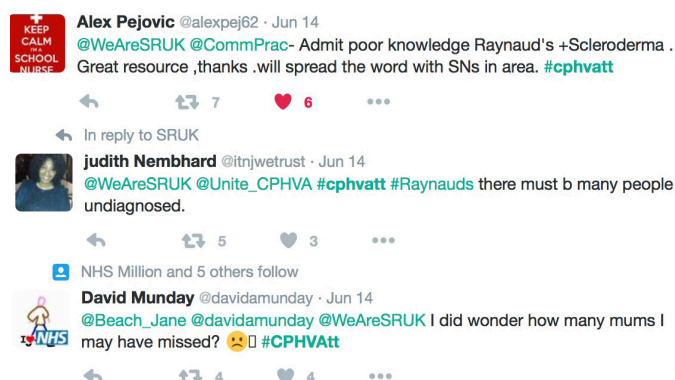 KEEP
CALM
I'M A
SCHOOL
NURSE
Alex Pejovic @alexpej62 · Jun 14
@WeAreSRUK @CommPrac- Admit poor knowledge Raynaud's +Scleroderma .
Great resource ,thanks .will spread the word with SNs in area. #cphvatt
7 6
In reply to SRUK
judith Nembhard @itnjwetrust · Jun 14
@WeAreSRUK @Unite_CPHVA #cphvatt #Raynauds there must b many people
undiagnosed.
5 3
NHS Million and 5 others follow
David Munday @davidamunday · Jun 14
@Beach_Jane @davidamunday @WeAreSRUK I did wonder how many mums I
may have missed? 🙁 #CPHVAtt
I ❤ NHS
4 4